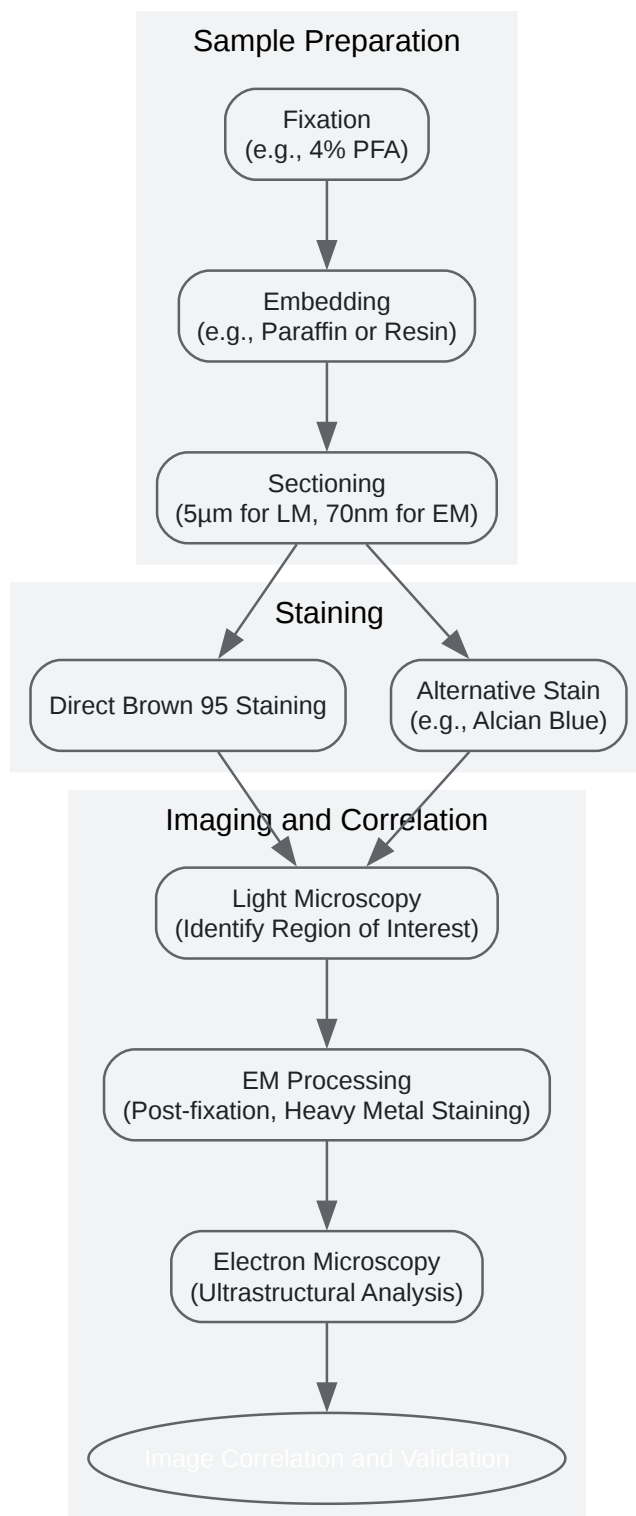 Sample Preparation
Fixation
(e.g., 4% PFA)
Embedding
(e.g., Paraffin or Resin)
Sectioning
(5µm for LM, 70nm for EM)
Staining
Direct Brown 95 Staining
Alternative Stain
(e.g., Alcian Blue)
Imaging and Correlation
Light Microscopy
(Identify Region of Interest)
EM Processing
(Post-fixation, Heavy Metal Staining)
Electron Microscopy
(Ultrastructural Analysis)
Image Correlation and Validation